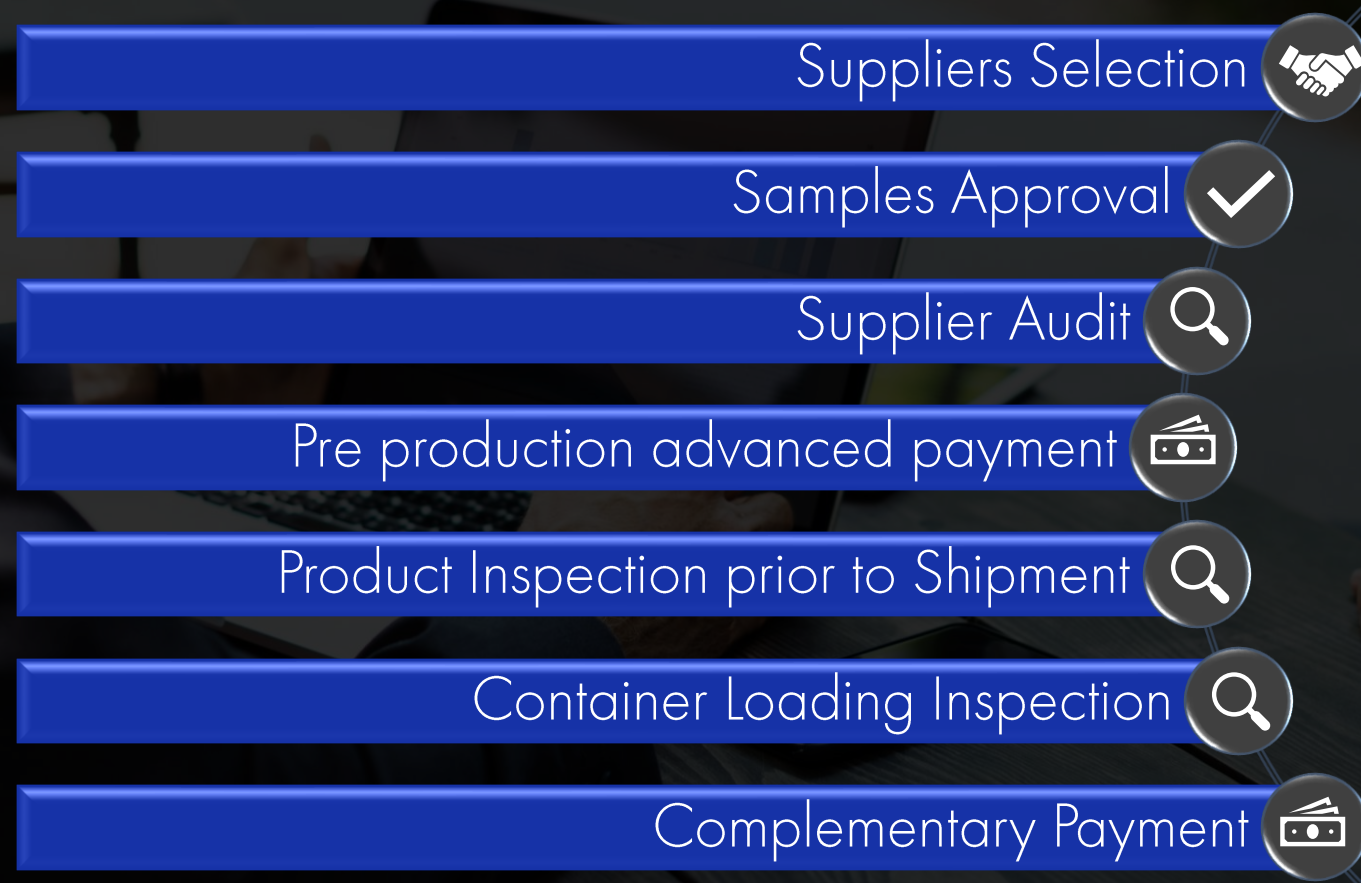 Suppliers Selection
Samples Approval
Supplier Audit
Pre production advanced payment
Product Inspection prior to Shipment
Container Loading Inspection
Complementary Payment